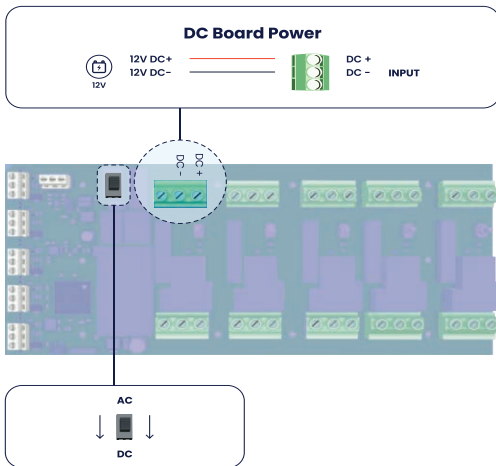 DC Board Power
12V DC+ DC +
12V DC- DC - INPUT
12V
DC -
DC +
AC
DC